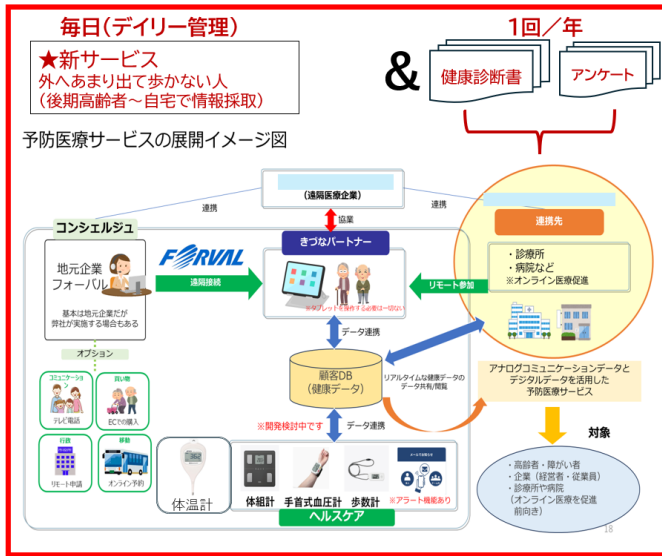 毎日(デイリー管理)
★新サービス
外へあまり出て歩かない人
(後期高齢者～自宅で情報採取)
1回／年
&
健康診断書
アンケート
予防医療サービスの展開イメージ図
(遠隔医療企業)
連携
連携
協業
コンシェルジュ
地元企業
フォーバル
基本は地元企業だが
弊社が実施する場合もある
オプション
コミュニケーション
テレビ電話
買い物
ECでの購入
行政
リモート申請
移動
オンライン予約
FORVAL
遠隔接続
きづなパートナー
※タブレットを操作する必要は一切ない
リモート参加
連携先
・診療所
・病院など
※オンライン医療促進
データ連携
顧客DB
(健康データ)
リアルタイムな健康データの
データ共有/閲覧
※開発検討中です
データ連携
体温計
体組計
手首式血圧計
歩数計
※アラート機能あり
ヘルスケア
アナログコミュニケーションデータと
デジタルデータを活用した
予防医療サービス
対象
・高齢者・障がい者
・企業（経営者・従業員）
・診療所や病院
(オンライン医療を促進
前向き)
18